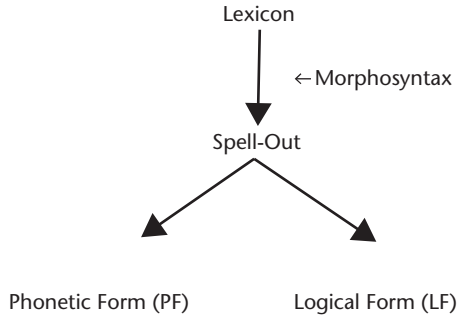 Lexicon
←Morphosyntax
Spell-Out
Phonetic Form (PF) Logical Form (LF)